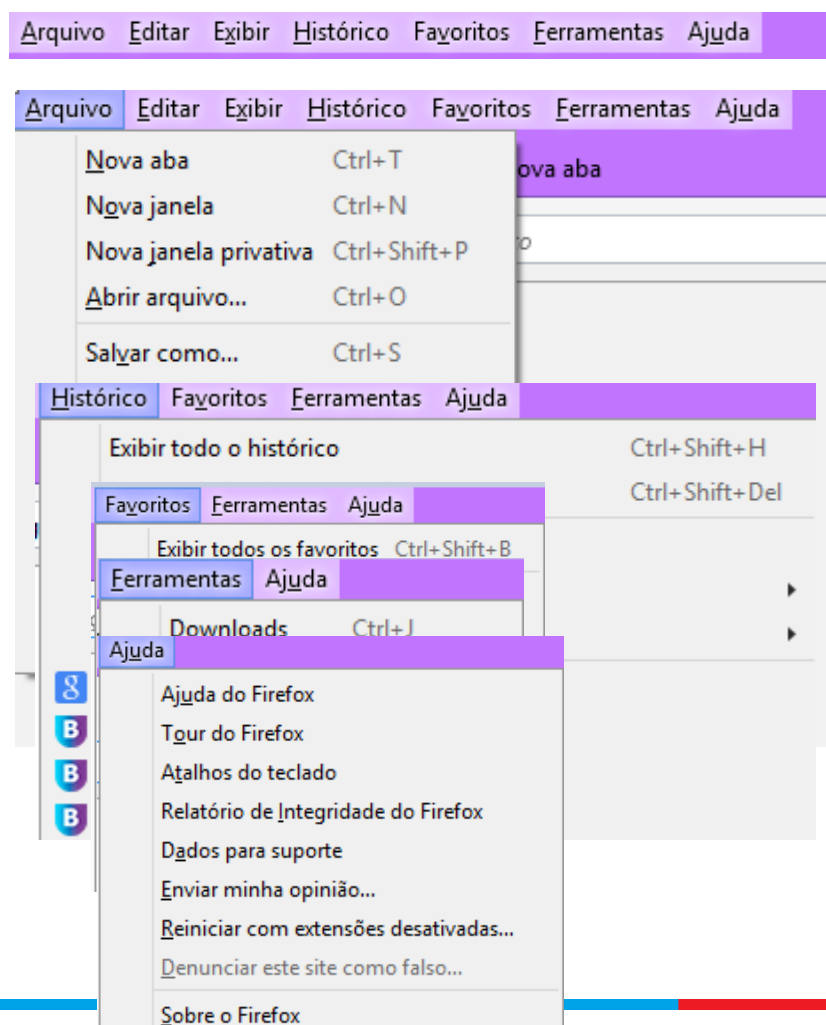 Arquivo Editar Exibir Histórico Favoritos Ferramentas Ajuda
Arquivo Editar Exibir Histórico Favoritos Ferramentas Ajuda
Nova aba Ctrl+T
ova aba
Nova janela Ctrl+N
Nova janela privativa Ctrl+Shift+P
o
Abrir arquivo... Ctrl+O
Salvar como... Ctrl+S
Histórico Favoritos Ferramentas Ajuda
Exibir todo o histórico Ctrl+Shift+H
Ctrl+Shift+Del
Favoritos Ferramentas Ajuda
Exibir todos os favoritos Ctrl+Shift+B
Ferramentas Ajuda
Downloads Ctrl+J
Ajuda
8
Ajuda do Firefox
B
Tour do Firefox
B
Atalhos do teclado
B
Relatório de Integridade do Firefox
Dados para suporte
Enviar minha opinião...
Reiniciar com extensões desativadas...
Denunciar este site como falso...
Sobre o Firefox